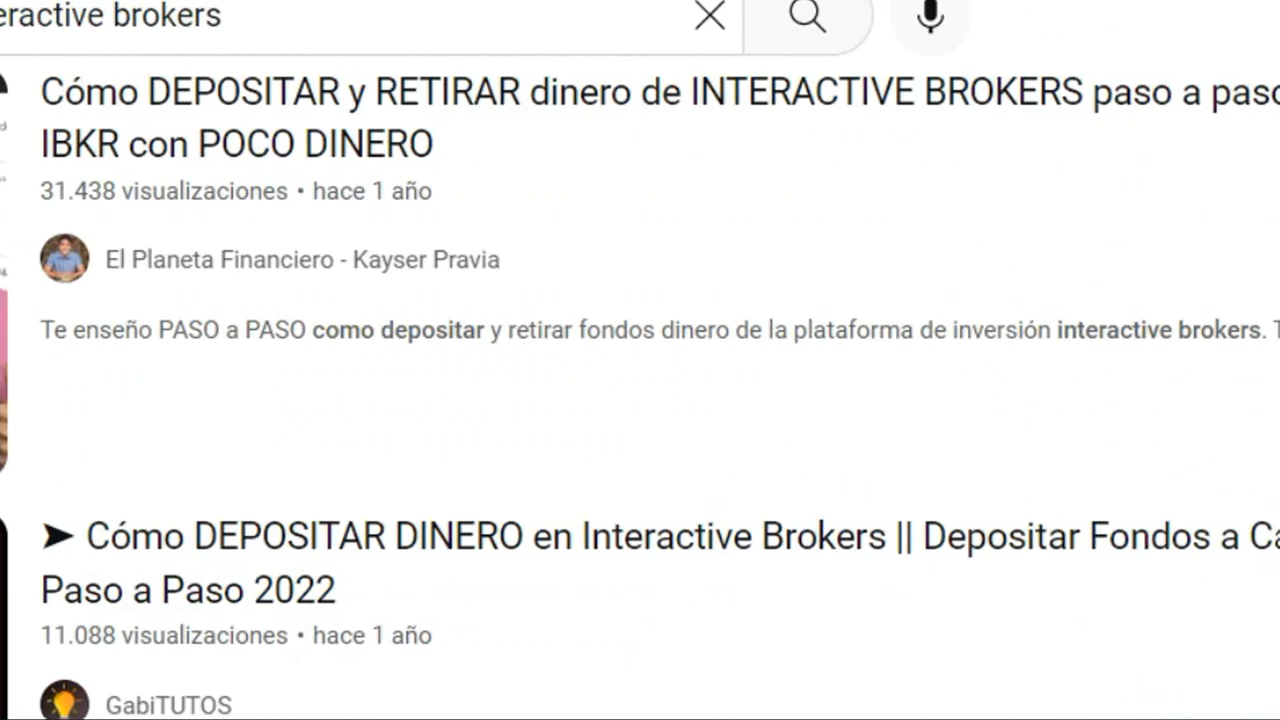 eractive brokers
Cómo DEPOSITAR y RETIRAR dinero de INTERACTIVE BROKERS paso a paso
IBKR con POCO DINERO
31.438 visualizaciones • hace 1 año
El Planeta Financiero - Kayser Pravia
Te enseño PASO a PASO como depositar y retirar fondos dinero de la plataforma de inversión interactive brokers. T
➤ Cómo DEPOSITAR DINERO en Interactive Brokers || Depositar Fondos a Ca
Paso a Paso 2022
11.088 visualizaciones • hace 1 año
GabiTUTOS